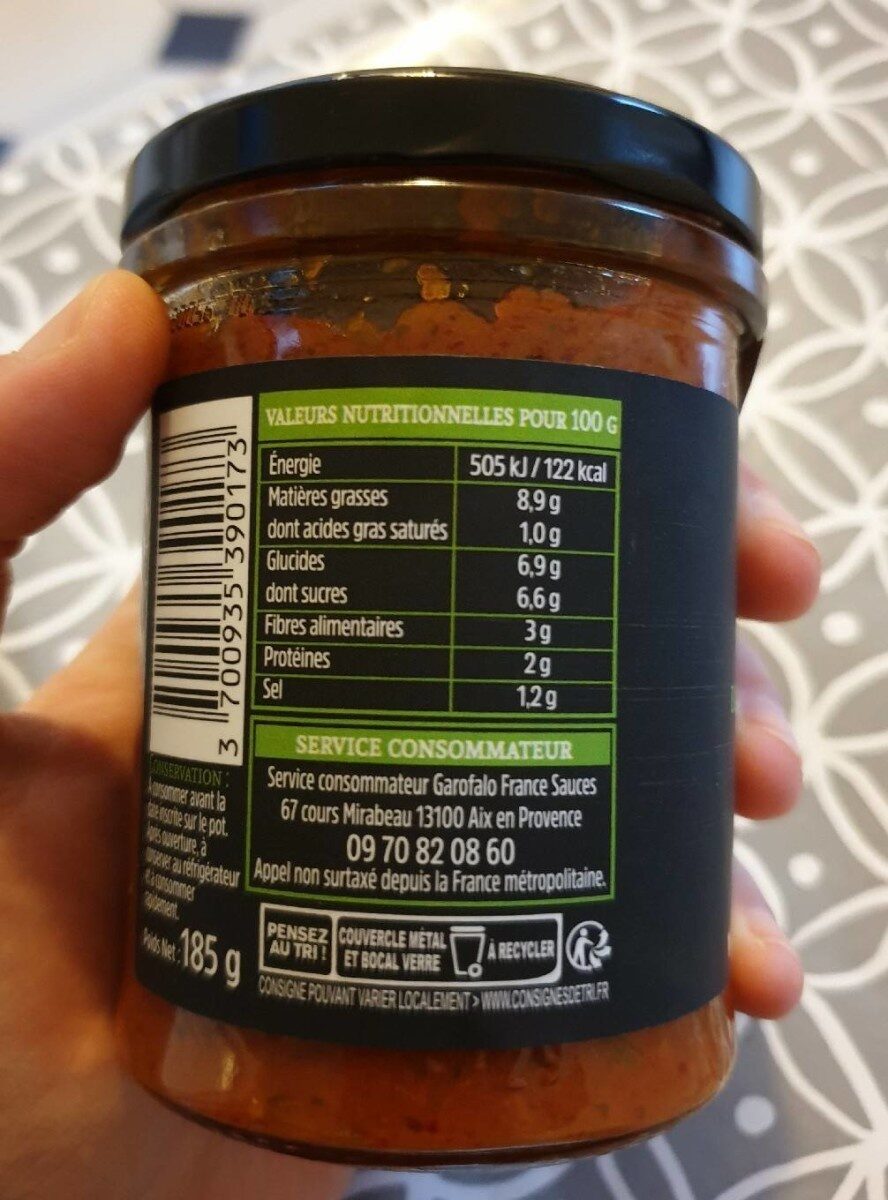 VALEURS NUTRITIONNELLES POUR 100 G
Énergie 505 kJ / 122 kcal
Matières grasses 8,9 g
dont acides gras saturés 1,0 g
Glucides 6,9 g
dont sucres 6,6 g
Fibres alimentaires 3 g
Protéines 2 g
Sel 1,2 g
3 700935 390173
SERVICE CONSOMMATEUR
Service consommateur Garofalo France Sauces
67 cours Mirabeau 13100 Aix en Provence
09 70 82 08 60
Appel non surtaxé depuis la France métropolitaine.
CONSERVATION :
À consommer avant la
date inscrite sur le pot.
Après ouverture, à
conserver au réfrigérateur
et à consommer
rapidement.
Poids Net : 185 g
PENSEZ
AU TRI !
COUVERCLE MÉTAL
ET BOCAL VERRE
À RECYCLER
CONSIGNE POUVANT VARIER LOCALEMENT > WWW.CONSIGNESDETRI.FR